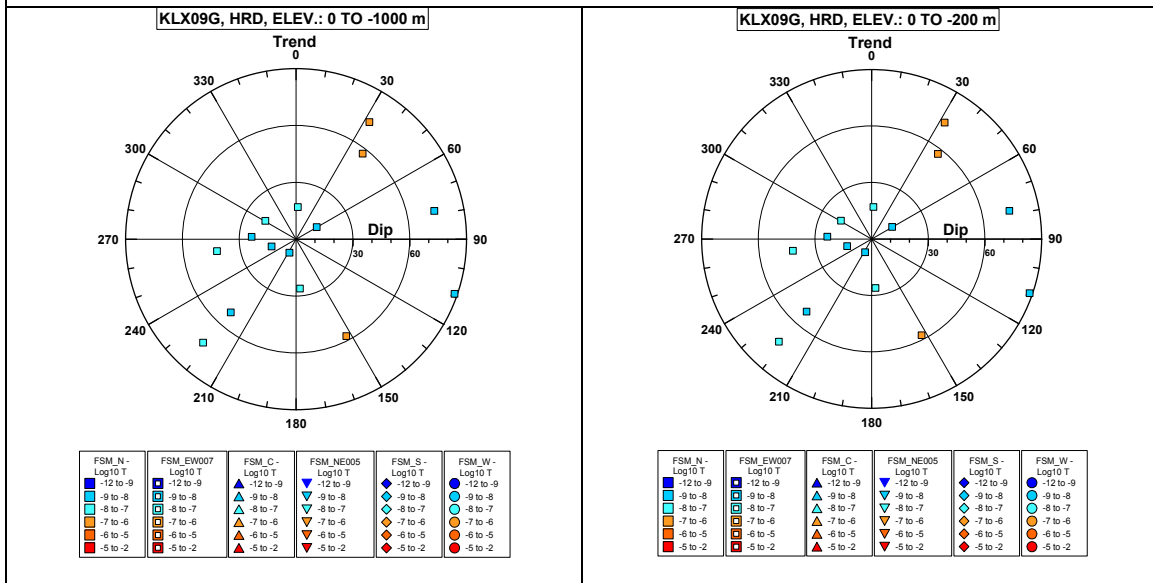 KLX09G, HRD, ELEV.: 0 TO -1000 m
Trend
0
330
30
300
60
Dip
270
30
60
90
240
120
210
150
180
FSM_N -
Log10 T
-12 to -9
-9 to -8
-8 to -7
-7 to -6
-6 to -5
-5 to -2
FSM_EW007
Log10 T
-12 to -9
-9 to -8
-8 to -7
-7 to -6
-6 to -5
-5 to -2
FSM_C -
Log10 T
-12 to -9
-9 to -8
-8 to -7
-7 to -6
-6 to -5
-5 to -2
FSM_NE005
Log10 T
-12 to -9
-9 to -8
-8 to -7
-7 to -6
-6 to -5
-5 to -2
FSM_S -
Log10 T
-12 to -9
-9 to -8
-8 to -7
-7 to -6
-6 to -5
-5 to -2
FSM_W -
Log10 T
-12 to -9
-9 to -8
-8 to -7
-7 to -6
-6 to -5
-5 to -2
KLX09G, HRD, ELEV.: 0 TO -200 m
Trend
0
330
30
300
60
Dip
270
30
60
90
240
120
210
150
180
FSM_N -
Log10 T
-12 to -9
-9 to -8
-8 to -7
-7 to -6
-6 to -5
-5 to -2
FSM_EW007
Log10 T
-12 to -9
-9 to -8
-8 to -7
-7 to -6
-6 to -5
-5 to -2
FSM_C -
Log10 T
-12 to -9
-9 to -8
-8 to -7
-7 to -6
-6 to -5
-5 to -2
FSM_NE005
Log10 T
-12 to -9
-9 to -8
-8 to -7
-7 to -6
-6 to -5
-5 to -2
FSM_S -
Log10 T
-12 to -9
-9 to -8
-8 to -7
-7 to -6
-6 to -5
-5 to -2
FSM_W -
Log10 T
-12 to -9
-9 to -8
-8 to -7
-7 to -6
-6 to -5
-5 to -2